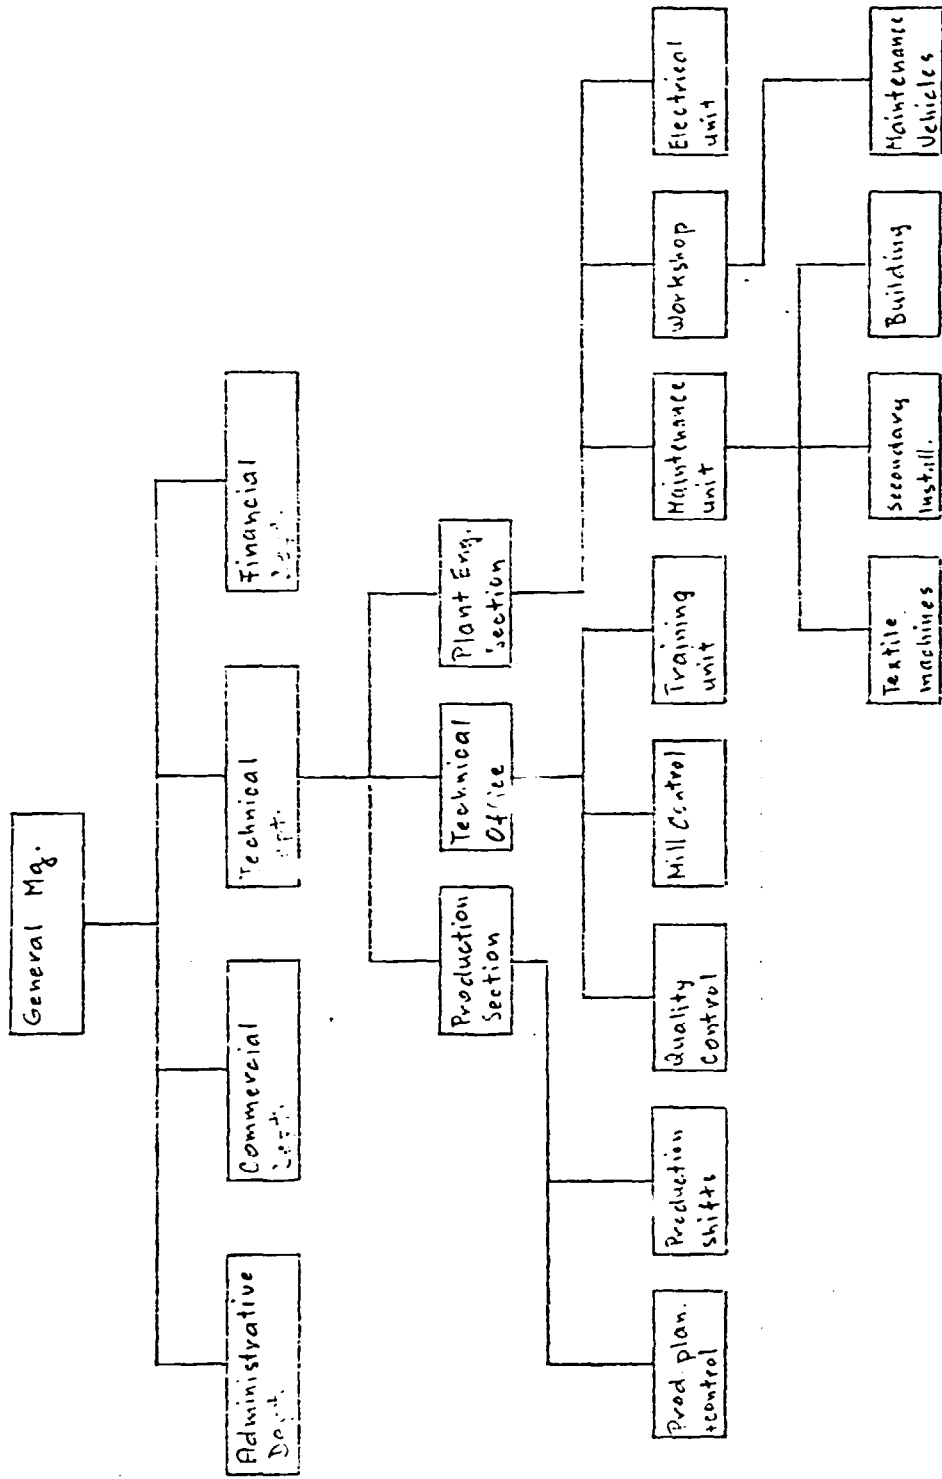 General Mg.
Administrative
Dept.
Commercial
Technical
Financial
Production
Section
Technical
Office
Plant Eng.
section
Prod. plan.
+control
Production
shifts
Quality
Control
Mill Control
Training
unit
Maintenance
unit
Workshop
Electrical
unit
Textile
machines
Secondary
Install.
Building
Maintenance
Vehicles